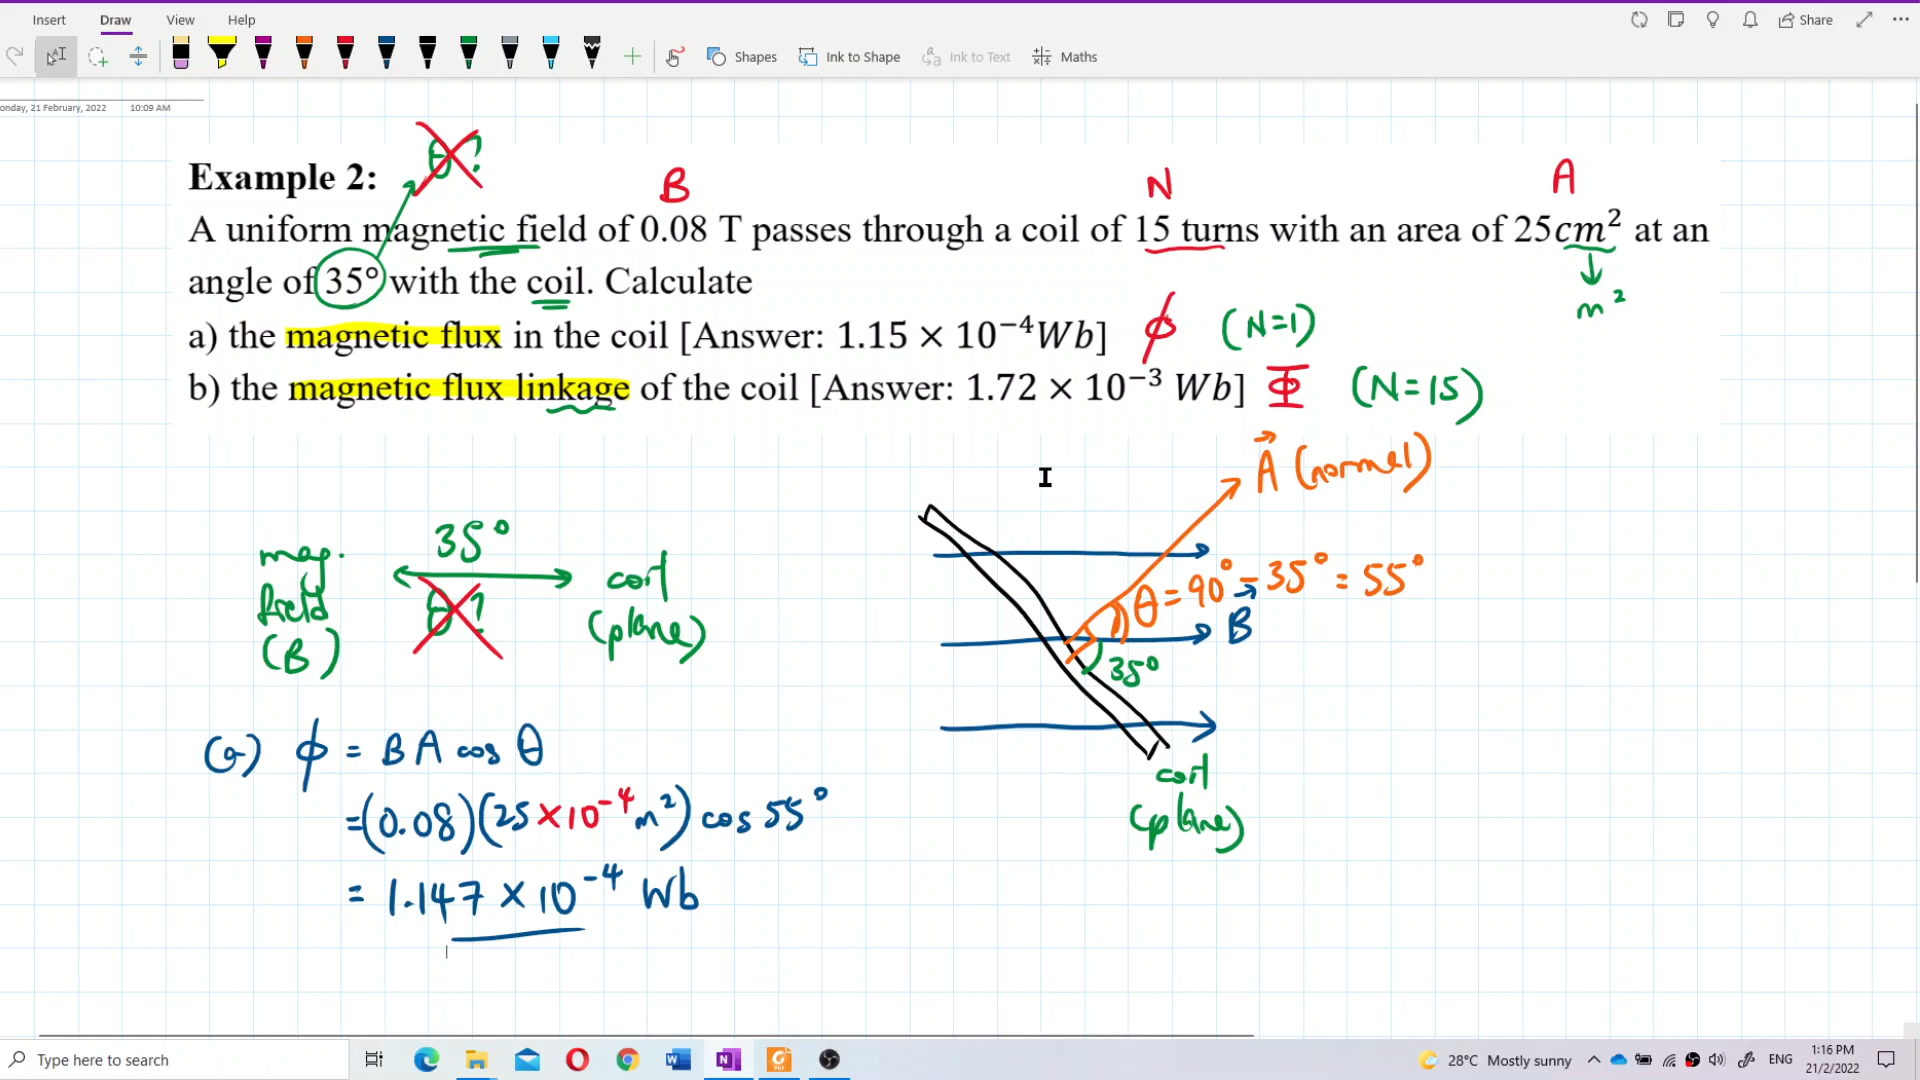 Insert Draw View Help
Share
Shapes Ink to Shape Ink to Text Maths
onday, 21 February, 2022 10:09 AM
θ?
Example 2: B N A
A uniform magnetic field of 0.08 T passes through a coil of 15 turns with an area of 25cm² at an
angle of 35° with the coil. Calculate
m²
a) the magnetic flux in the coil [Answer: 1.15 × 10⁻⁴Wb] ϕ (N=1)
b) the magnetic flux linkage of the coil [Answer: 1.72 × 10⁻³ Wb] Φ (N=15)
A (normal)
mag. field (B) 35° θ? coil (plane)
θ = 90° - 35° = 55°
B
35°
coil (plane)
(a) ϕ = B A cos θ
= (0.08)(25 × 10⁻⁴ m²) cos 55°
= 1.147 × 10⁻⁴ Wb
Type here to search
28°C Mostly sunny ENG 1:16 PM
21/2/2022